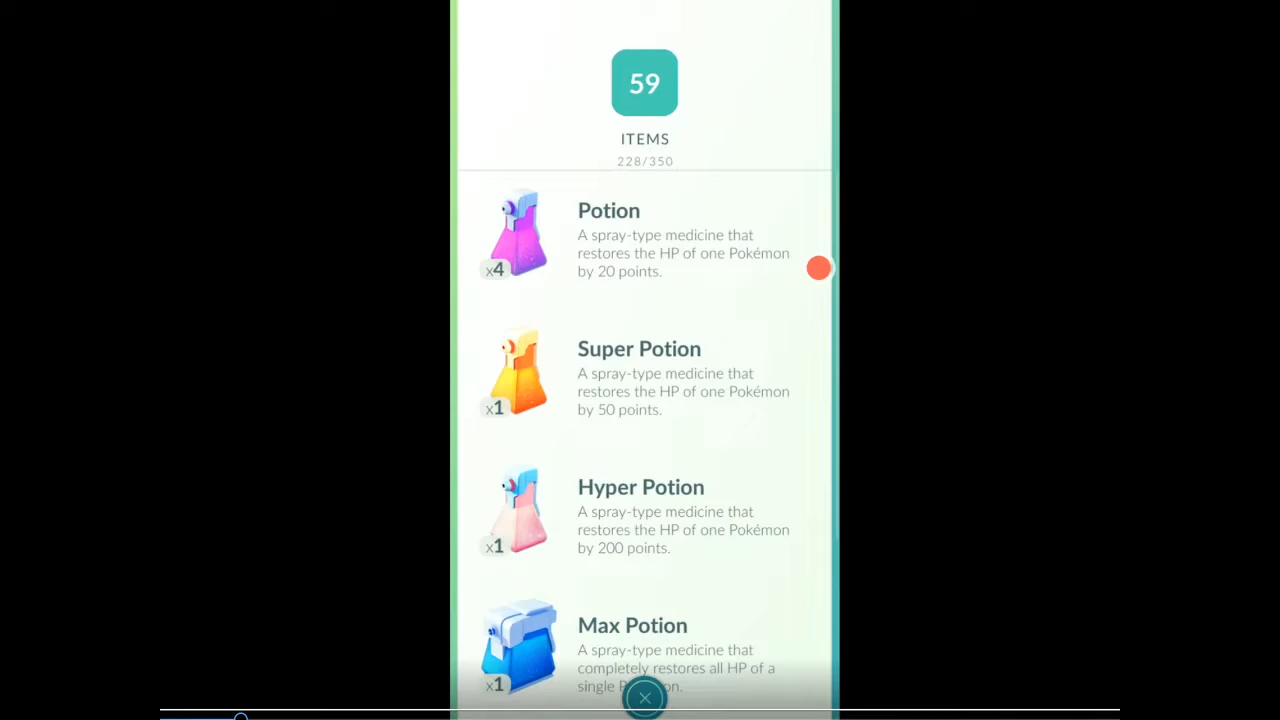 59
ITEMS
228/350
Potion
A spray-type medicine that
restores the HP of one Pokémon
by 20 points.
x4
Super Potion
A spray-type medicine that
restores the HP of one Pokémon
by 50 points.
x1
Hyper Potion
A spray-type medicine that
restores the HP of one Pokémon
by 200 points.
x1
Max Potion
A spray-type medicine that
completely restores all HP of a
single
x1